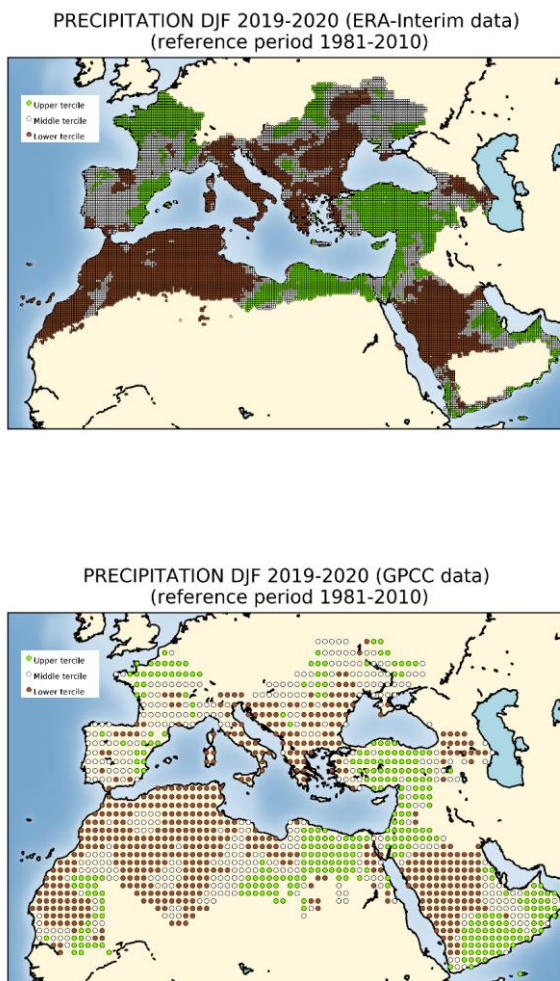 PRECIPITATION DJF 2019-2020 (ERA-Interim data)
(reference period 1981-2010)
Upper tercile
Middle tercile
Lower tercile
PRECIPITATION DJF 2019-2020 (GPCC data)
(reference period 1981-2010)
Upper tercile
Middle tercile
Lower tercile